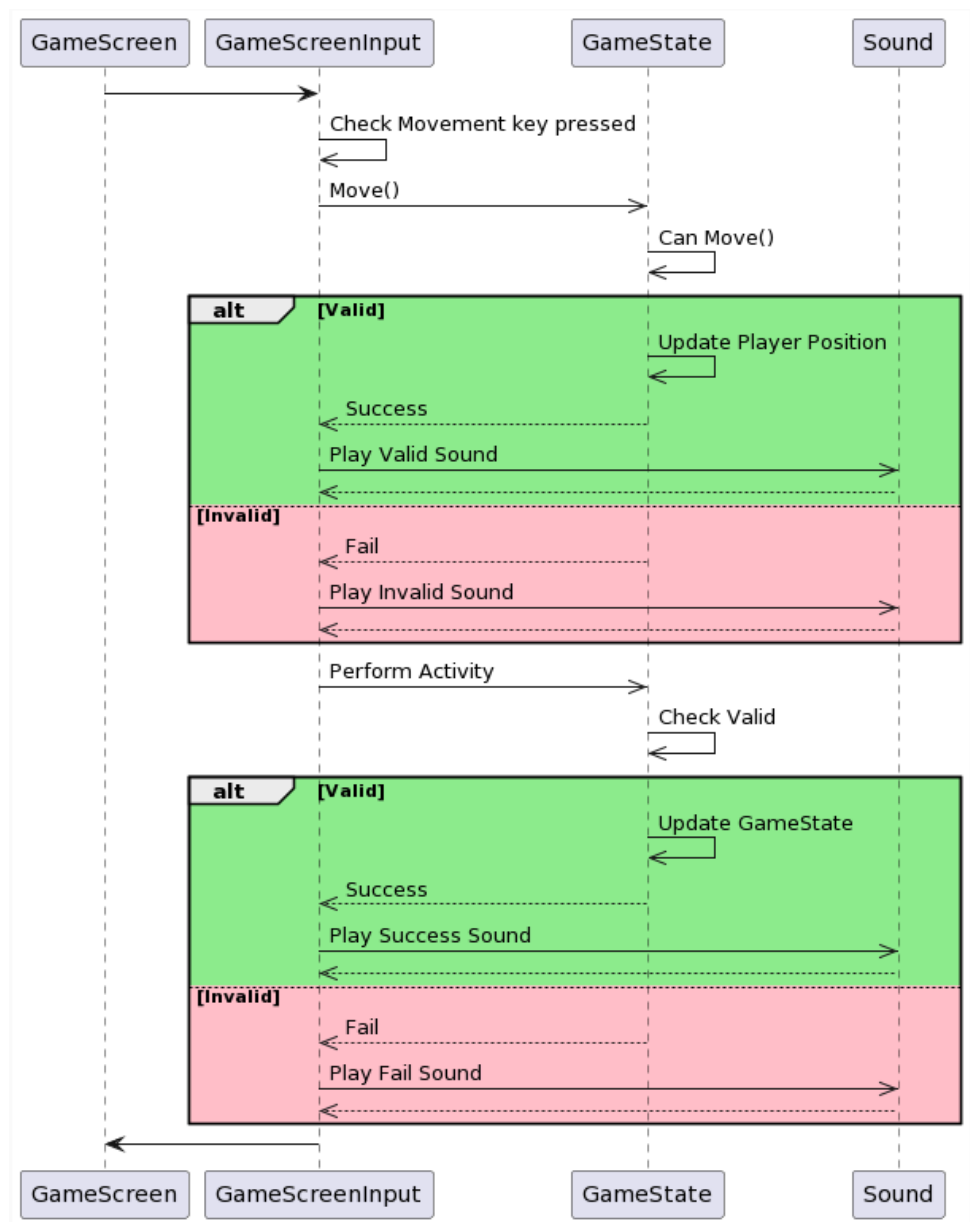 GameScreen GameScreenInput GameState Sound
Check Movement key pressed
Move()
Can Move()
alt [Valid]
Update Player Position
Success
Play Valid Sound
[Invalid]
Fail
Play Invalid Sound
Perform Activity
Check Valid
alt [Valid]
Update GameState
Success
Play Success Sound
[Invalid]
Fail
Play Fail Sound
GameScreen GameScreenInput GameState Sound